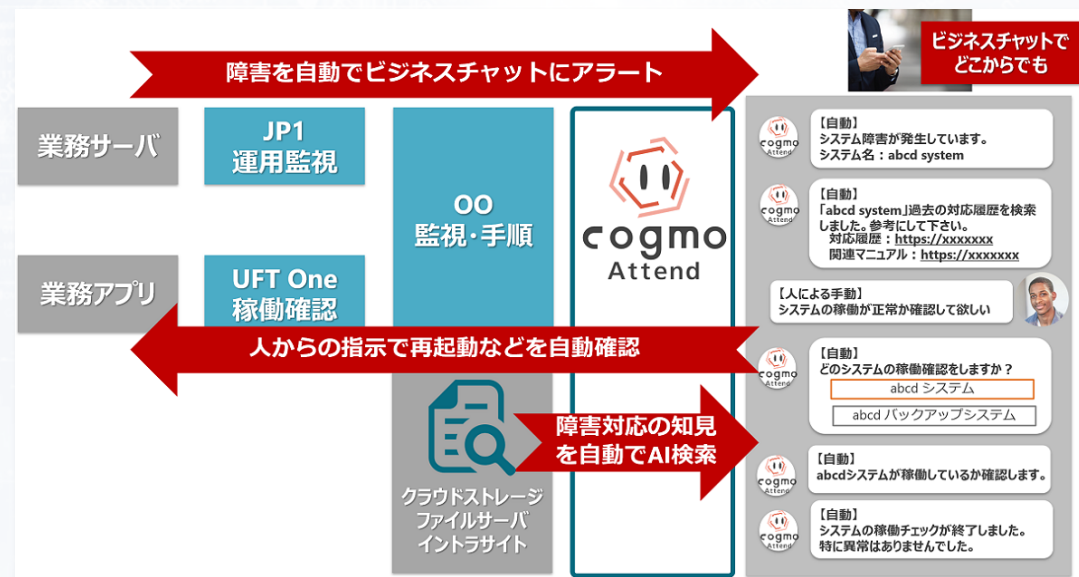 ビジネスチャットで
どこからでも
障害を自動でビジネスチャットにアラート
業務サーバ
JP1
運用監視
OO
監視・手順
cogmo
Attend
業務アプリ
UFT One
稼働確認
人からの指示で再起動などを自動確認
障害対応の知見
を自動でAI検索
クラウドストレージ
ファイルサーバ
イントラサイト
cogmo
Attend
【自動】
システム障害が発生しています。
システム名：abcd system
cogmo
Attend
【自動】
「abcd system」過去の対応履歴を検索
しました。参考にして下さい。
対応履歴：https://xxxxxxx
関連マニュアル：https://xxxxxxx
【人による手動】
システムの稼働が正常か確認して欲しい
cogmo
Attend
【自動】
どのシステムの稼働確認をしますか？
abcd システム
abcd バックアップシステム
cogmo
Attend
【自動】
abcdシステムが稼働しているか確認します。
cogmo
Attend
【自動】
システムの稼働チェックが終了しました。
特に異常はありませんでした。